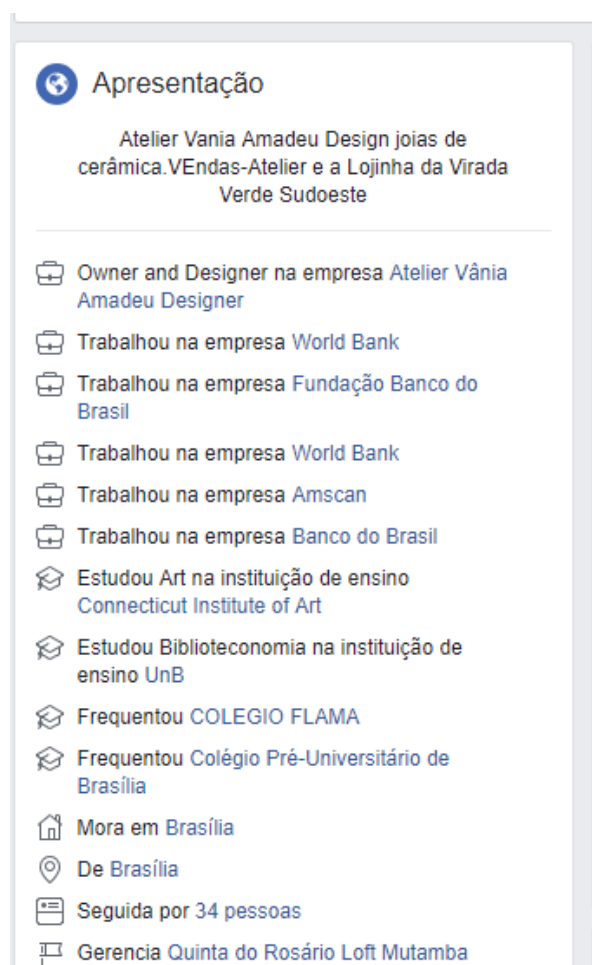 Apresentação
Atelier Vania Amadeu Design joias de
cerâmica.VEndas-Atelier e a Lojinha da Virada
Verde Sudoeste
Owner and Designer na empresa Atelier Vânia
Amadeu Designer
Trabalhou na empresa World Bank
Trabalhou na empresa Fundação Banco do
Brasil
Trabalhou na empresa World Bank
Trabalhou na empresa Amscan
Trabalhou na empresa Banco do Brasil
Estudou Art na instituição de ensino
Connecticut Institute of Art
Estudou Biblioteconomia na instituição de
ensino UnB
Frequentou COLEGIO FLAMA
Frequentou Colégio Pré-Universitário de
Brasília
Mora em Brasília
De Brasília
Seguida por 34 pessoas
Gerencia Quinta do Rosário Loft Mutamba